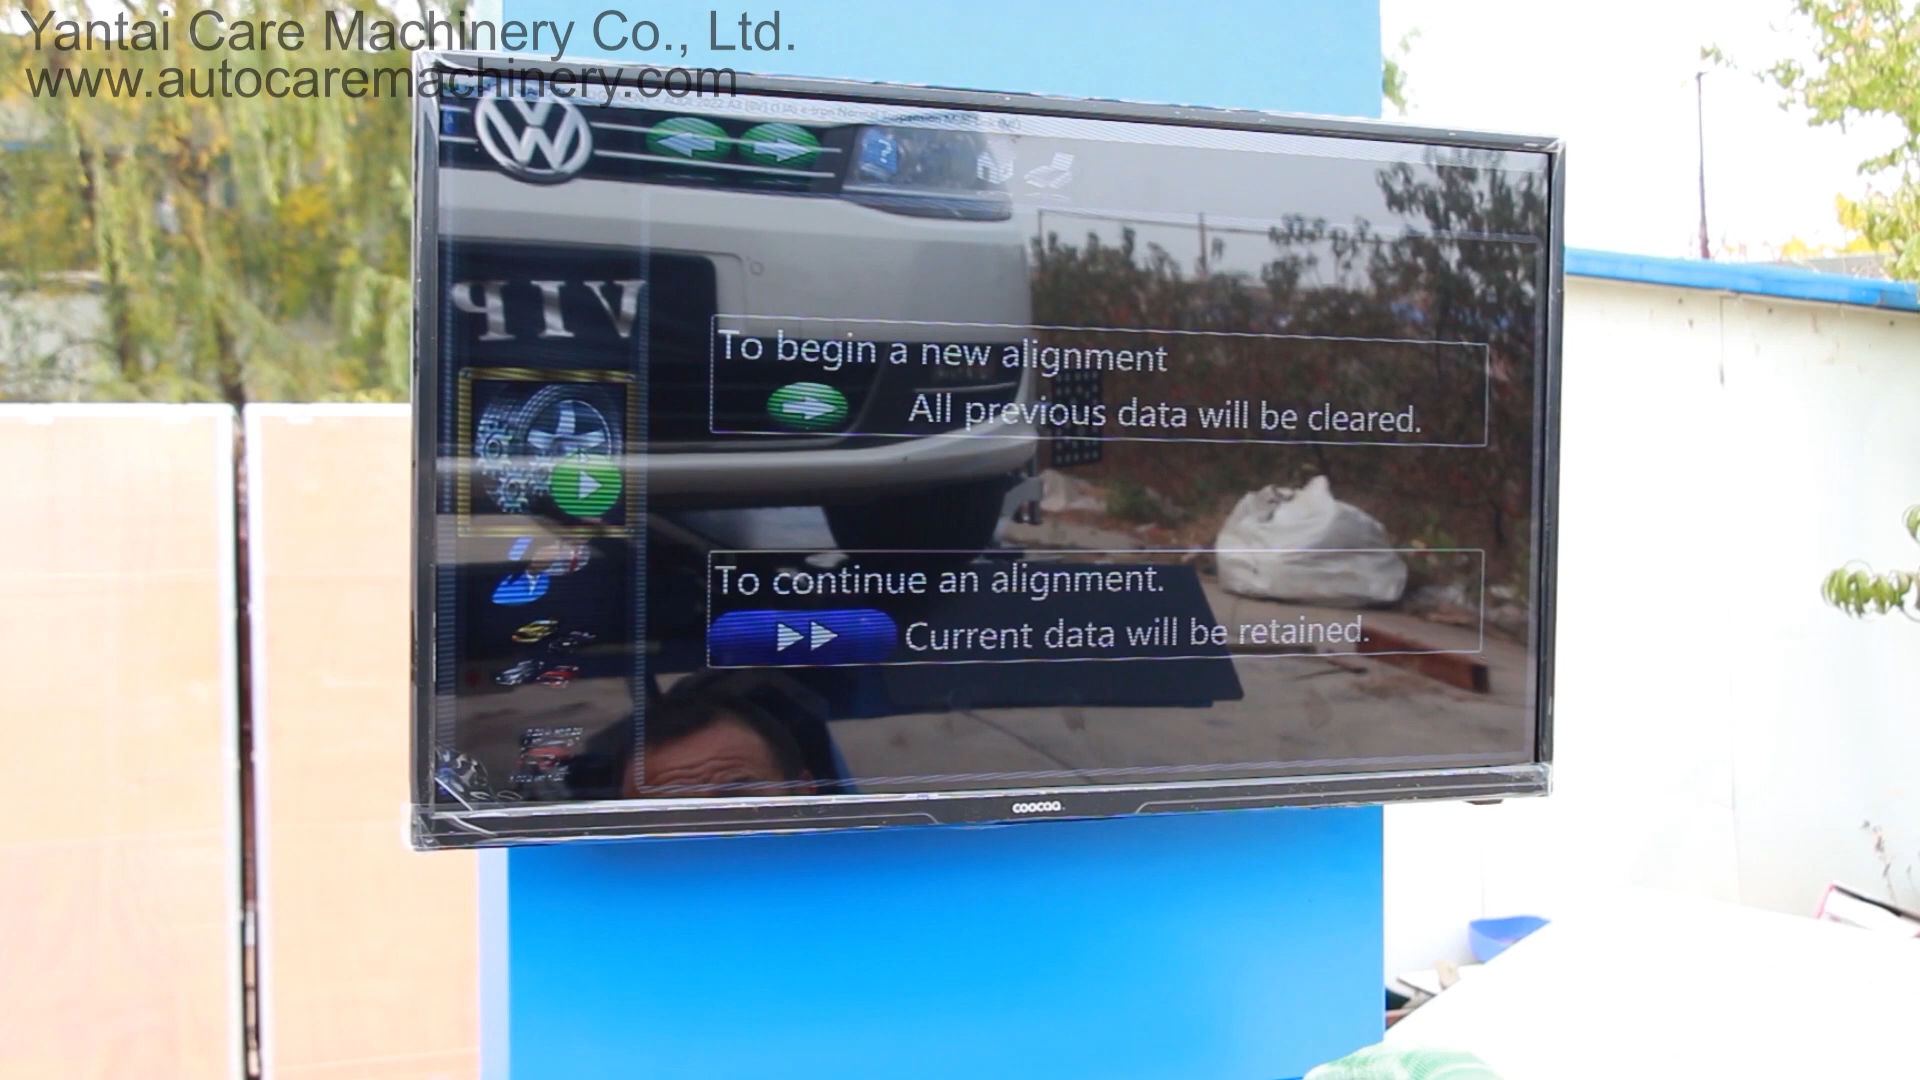 Yantai Care Machinery Co., Ltd.
www.autocaremachinery.com
VIP
To begin a new alignment
All previous data will be cleared.
To continue an alignment.
Current data will be retained.
coocaa